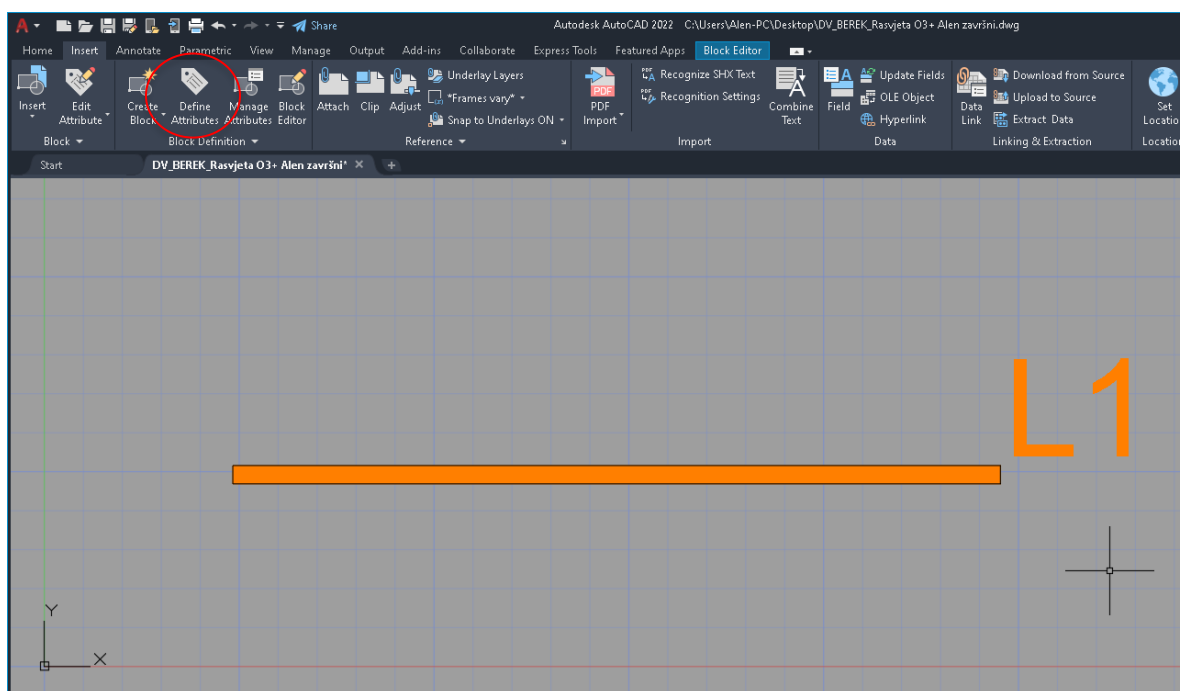 A Share Autodesk AutoCAD 2022 C:\Users\Alen-PC\Desktop\DV_BEREK_Rasvjeta O3+ Alen završni.dwg
Home Insert Annotate Parametric View Manage Output Add-ins Collaborate Express Tools Featured Apps Block Editor
Underlay Layers Recognize SHX Text Update Fields Download from Source
Insert Edit Attribute Create Block Define Attributes Manage Attributes Block Editor Attach Clip Adjust *Frames vary* PDF Import Recognition Settings Combine Text Field OLE Object Data Link Upload to Source Set Locatio
Snap to Underlays ON Hyperlink Extract Data
Block Block Definition Reference Import Data Linking & Extraction Location
Start DV_BEREK_Rasvjeta O3+ Alen završni* × +
L1
Y
X